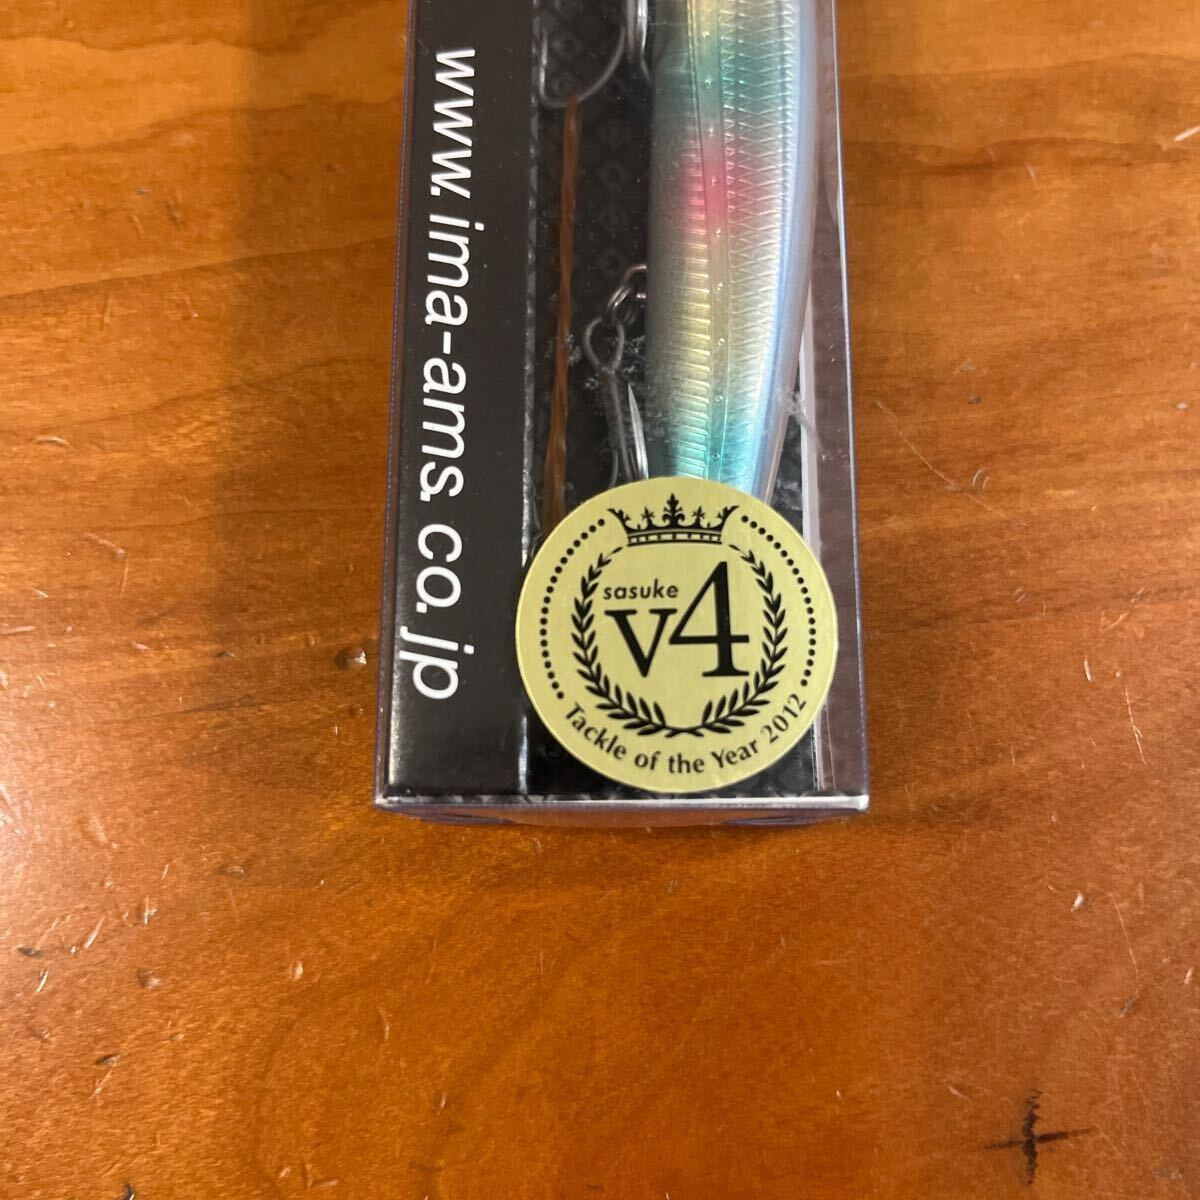 www.ima-ams.co.jp
sasuke
v4
Tackle of the Year 2012